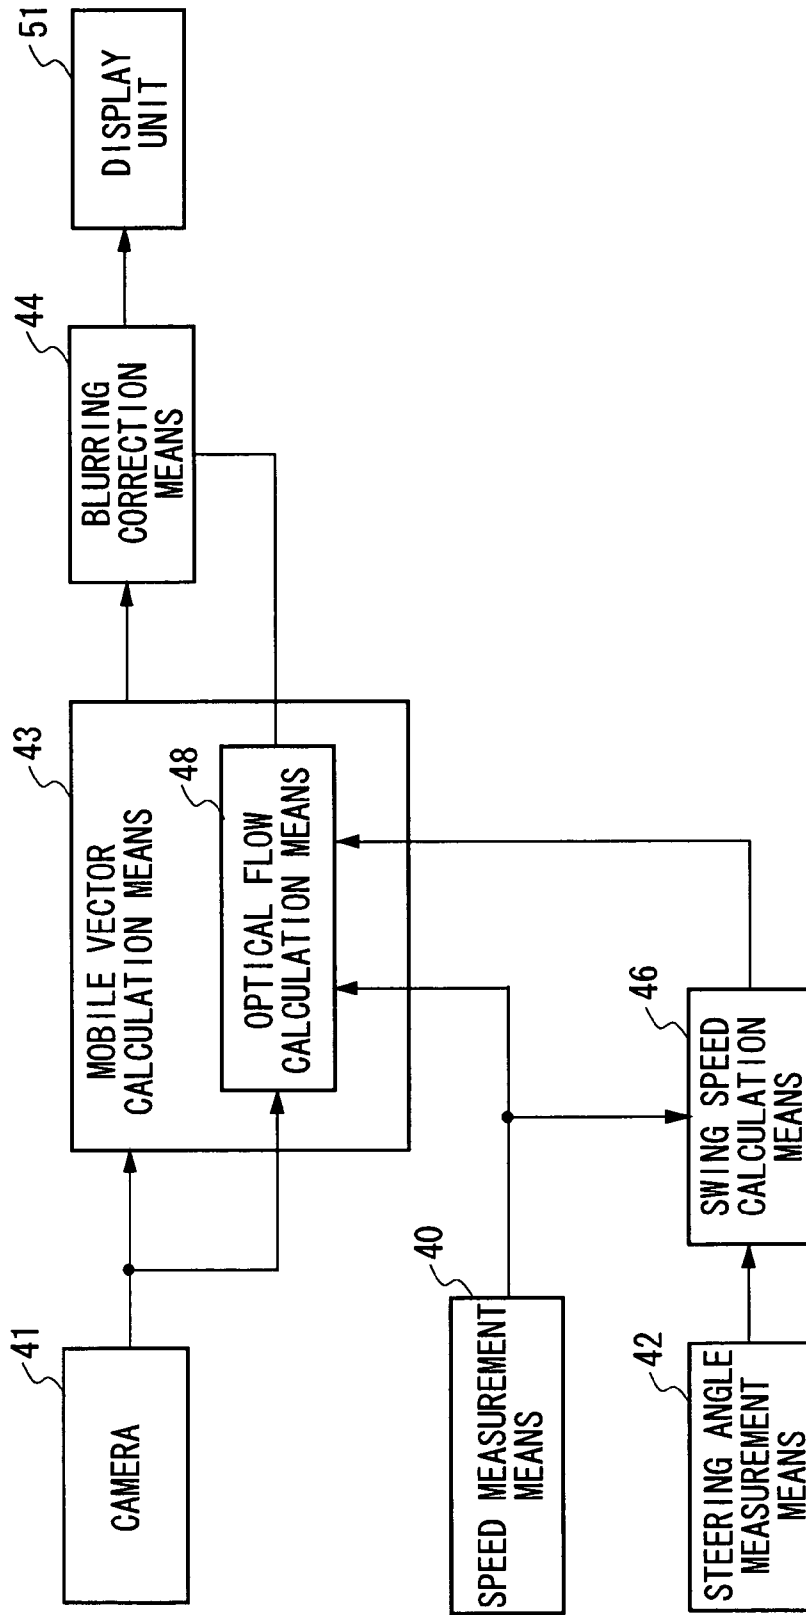 41
CAMERA
43
MOBILE VECTOR
CALCULATION MEANS
48
OPTICAL FLOW
CALCULATION MEANS
44
BLURRING
CORRECTION
MEANS
51
DISPLAY
UNIT
40
SPEED MEASUREMENT
MEANS
42
STEERING ANGLE
MEASUREMENT
MEANS
46
SWING SPEED
CALCULATION
MEANS